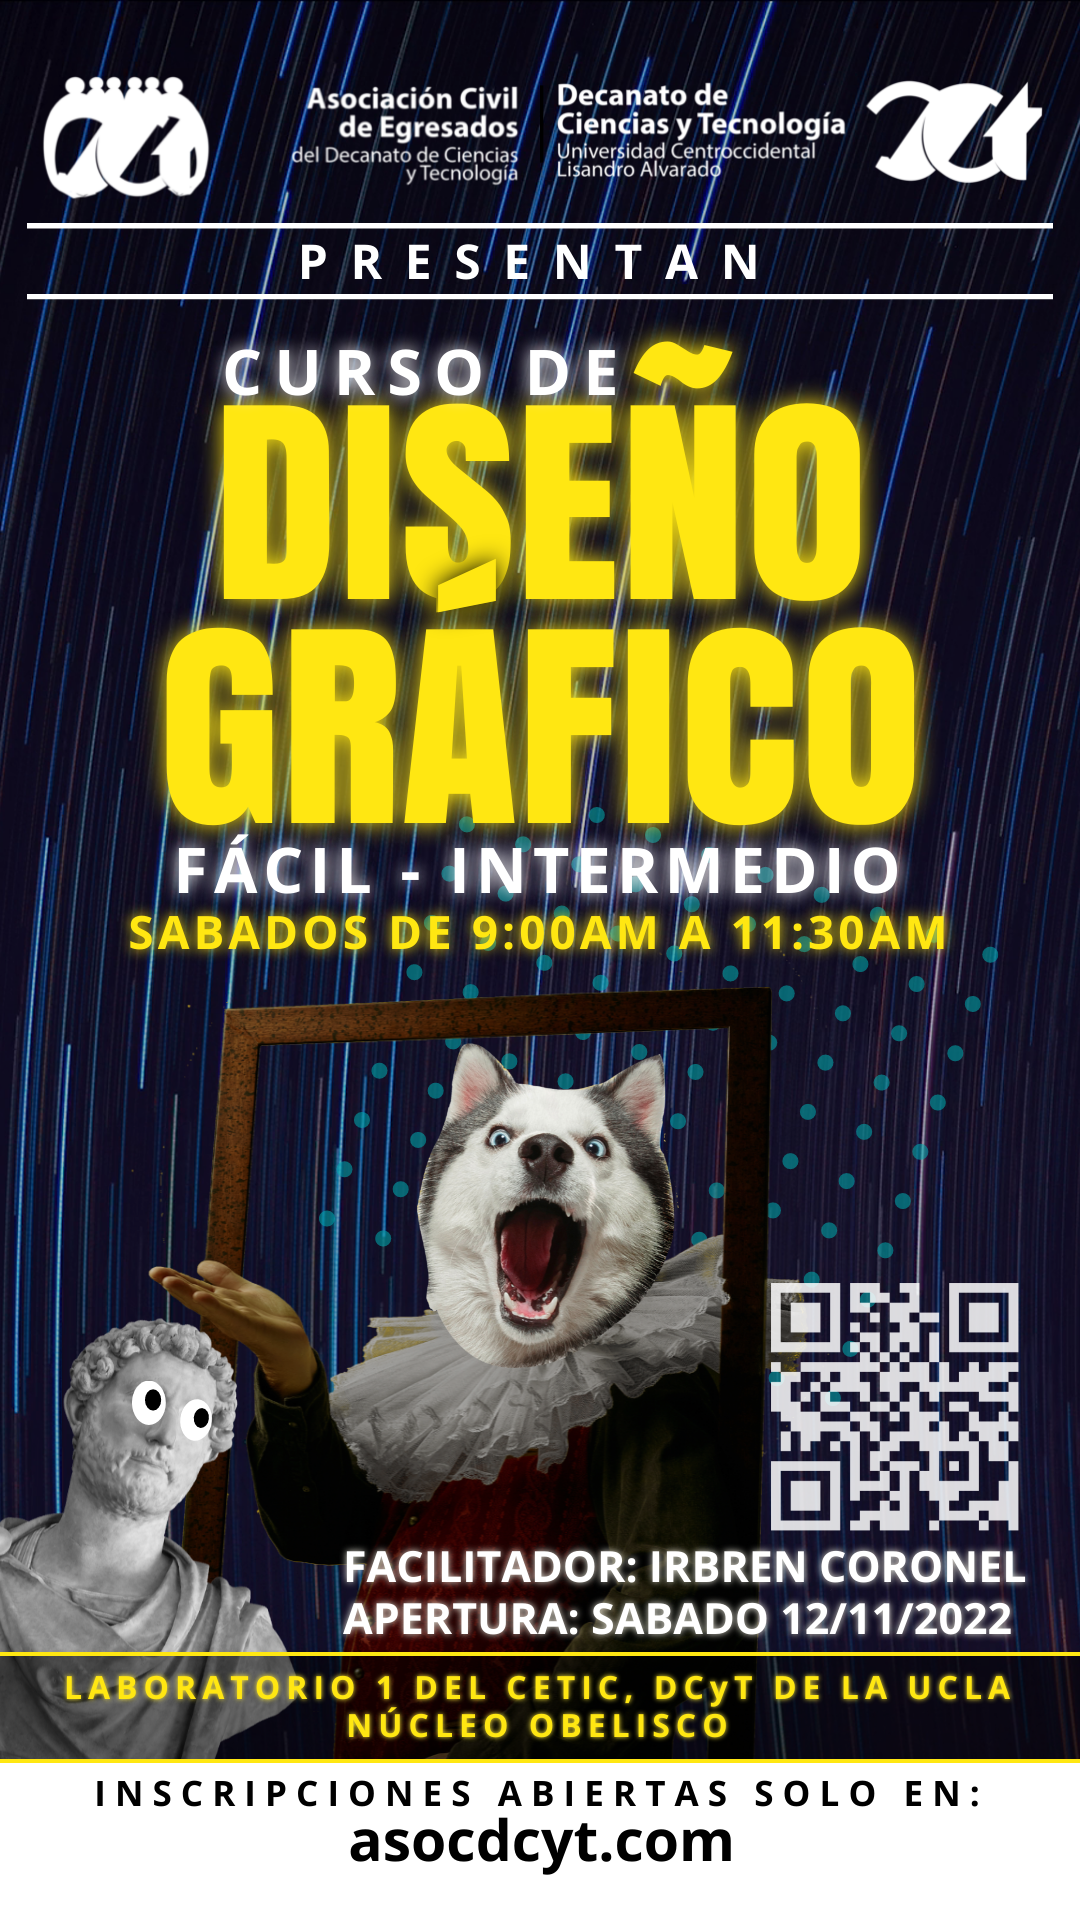 Asociación Civil
de Egresados
del Decanato de Ciencias
y Tecnología
Decanato de
Ciencias y Tecnología
Universidad Centroccidental
Lisandro Alvarado
PRESENTAN
CURSO DE
DISEÑO
GRÁFICO
FÁCIL - INTERMEDIO
SABADOS DE 9:00AM A 11:30AM
FACILITADOR: IRBREN CORONEL
APERTURA: SABADO 12/11/2022
LABORATORIO 1 DEL CETIC, DCyT DE LA UCLA
NÚCLEO OBELISCO
INSCRIPCIONES ABIERTAS SOLO EN:
asocdcyt.com